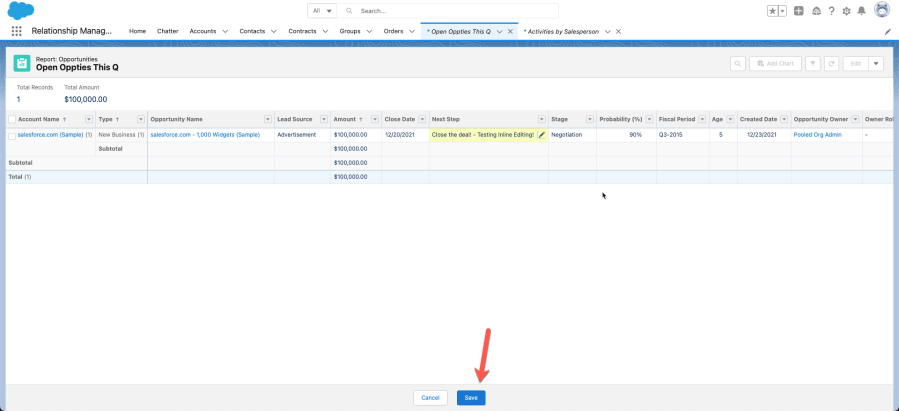 All
Search...
Relationship Manag...
Home
Chatter
Accounts
Contacts
Contracts
Groups
Orders
* Open Oppties This Q
* Activities by Salesperson
Report: Opportunities
Open Oppties This Q
Add Chart
Edit
Total Records
Total Amount
1
$100,000.00
Account Name ↑
Type ↑
Opportunity Name
Lead Source
Amount ↑
Close Date
Next Step
Stage
Probability (%)
Fiscal Period
Age
Created Date
Opportunity Owner
Owner Rol
salesforce.com (Sample) (1)
New Business (1)
salesforce.com - 1,000 Widgets (Sample)
Advertisement
$100,000.00
12/20/2021
Close the deal! - Testing Inline Editing!
Negotiation
90%
Q3-2015
5
12/23/2021
Pooled Org Admin
-
Subtotal
$100,000.00
Subtotal
$100,000.00
Total (1)
$100,000.00
Cancel
Save